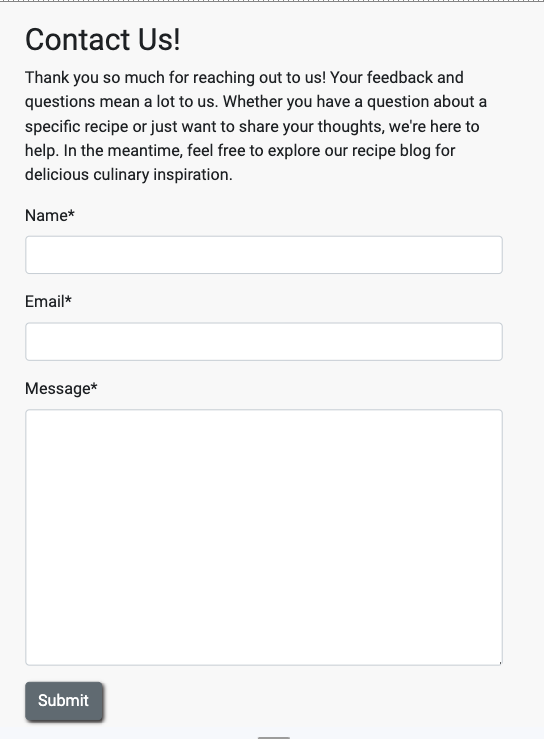 Contact Us!
Thank you so much for reaching out to us! Your feedback and
questions mean a lot to us. Whether you have a question about a
specific recipe or just want to share your thoughts, we're here to
help. In the meantime, feel free to explore our recipe blog for
delicious culinary inspiration.
Name*
Email*
Message*
Submit